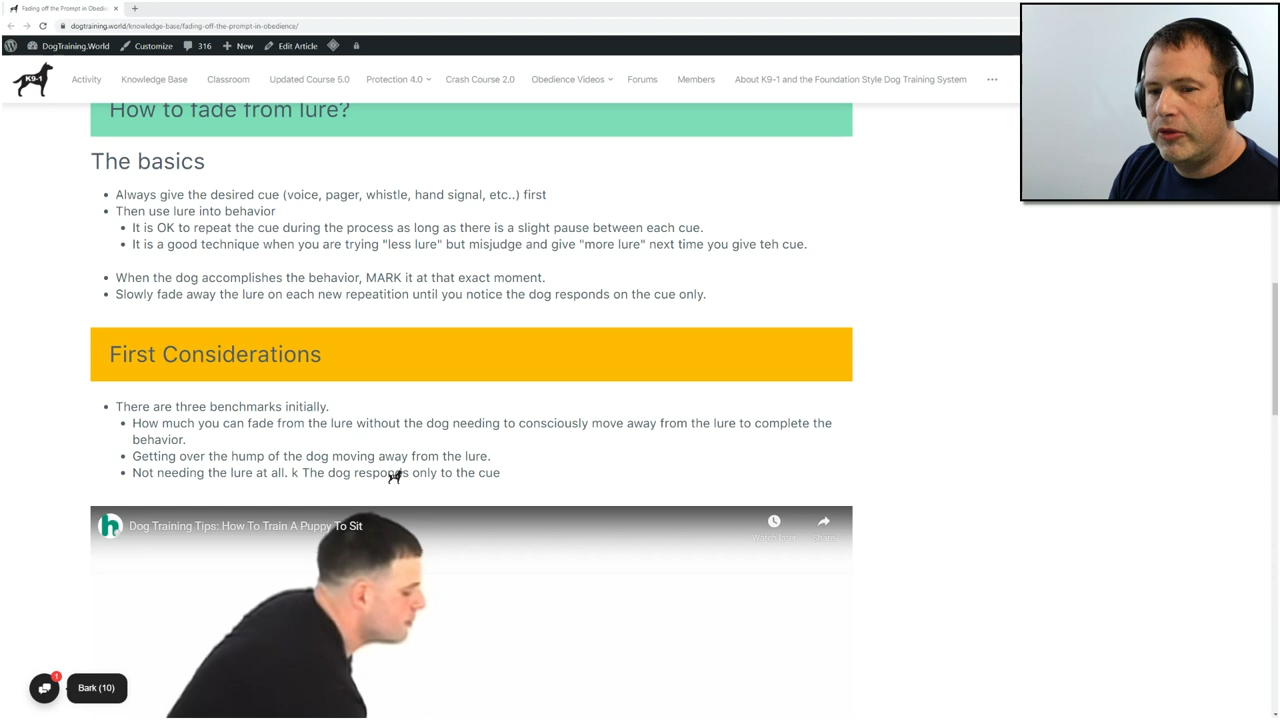 Fading off the Prompt in Obedie
dogtraining.world/knowledge-base/fading-off-the-prompt-in-obedience/
DogTraining.World Customize 316 New Edit Article
K9-1 Activity Knowledge Base Classroom Updated Course 5.0 Protection 4.0 Crash Course 2.0 Obedience Videos Forums Members About K9-1 and the Foundation Style Dog Training System
How to fade from lure?
The basics
Always give the desired cue (voice, pager, whistle, hand signal, etc..) first
Then use lure into behavior
It is OK to repeat the cue during the process as long as there is a slight pause between each cue.
It is a good technique when you are trying "less lure" but misjudge and give "more lure" next time you give teh cue.
When the dog accomplishes the behavior, MARK it at that exact moment.
Slowly fade away the lure on each new repeatition until you notice the dog responds on the cue only.
First Considerations
There are three benchmarks initially.
How much you can fade from the lure without the dog needing to consciously move away from the lure to complete the
behavior.
Getting over the hump of the dog moving away from the lure.
Not needing the lure at all. k The dog responds only to the cue
h Dog Training Tips: How To Train A Puppy To Sit
Watch later Share
1
Bark (10)